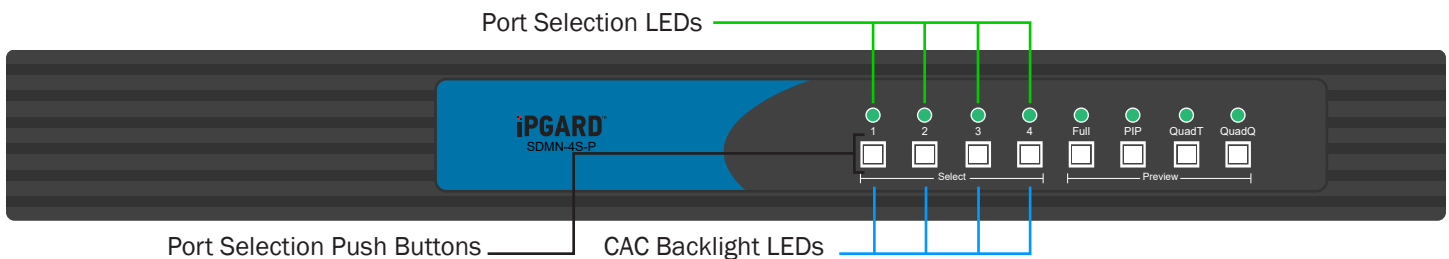 Port Selection LEDs
iPGARD™
SDMN-4S-P
1 2 3 4 Full PIP QuadT QuadQ
Select Preview
Port Selection Push Buttons CAC Backlight LEDs